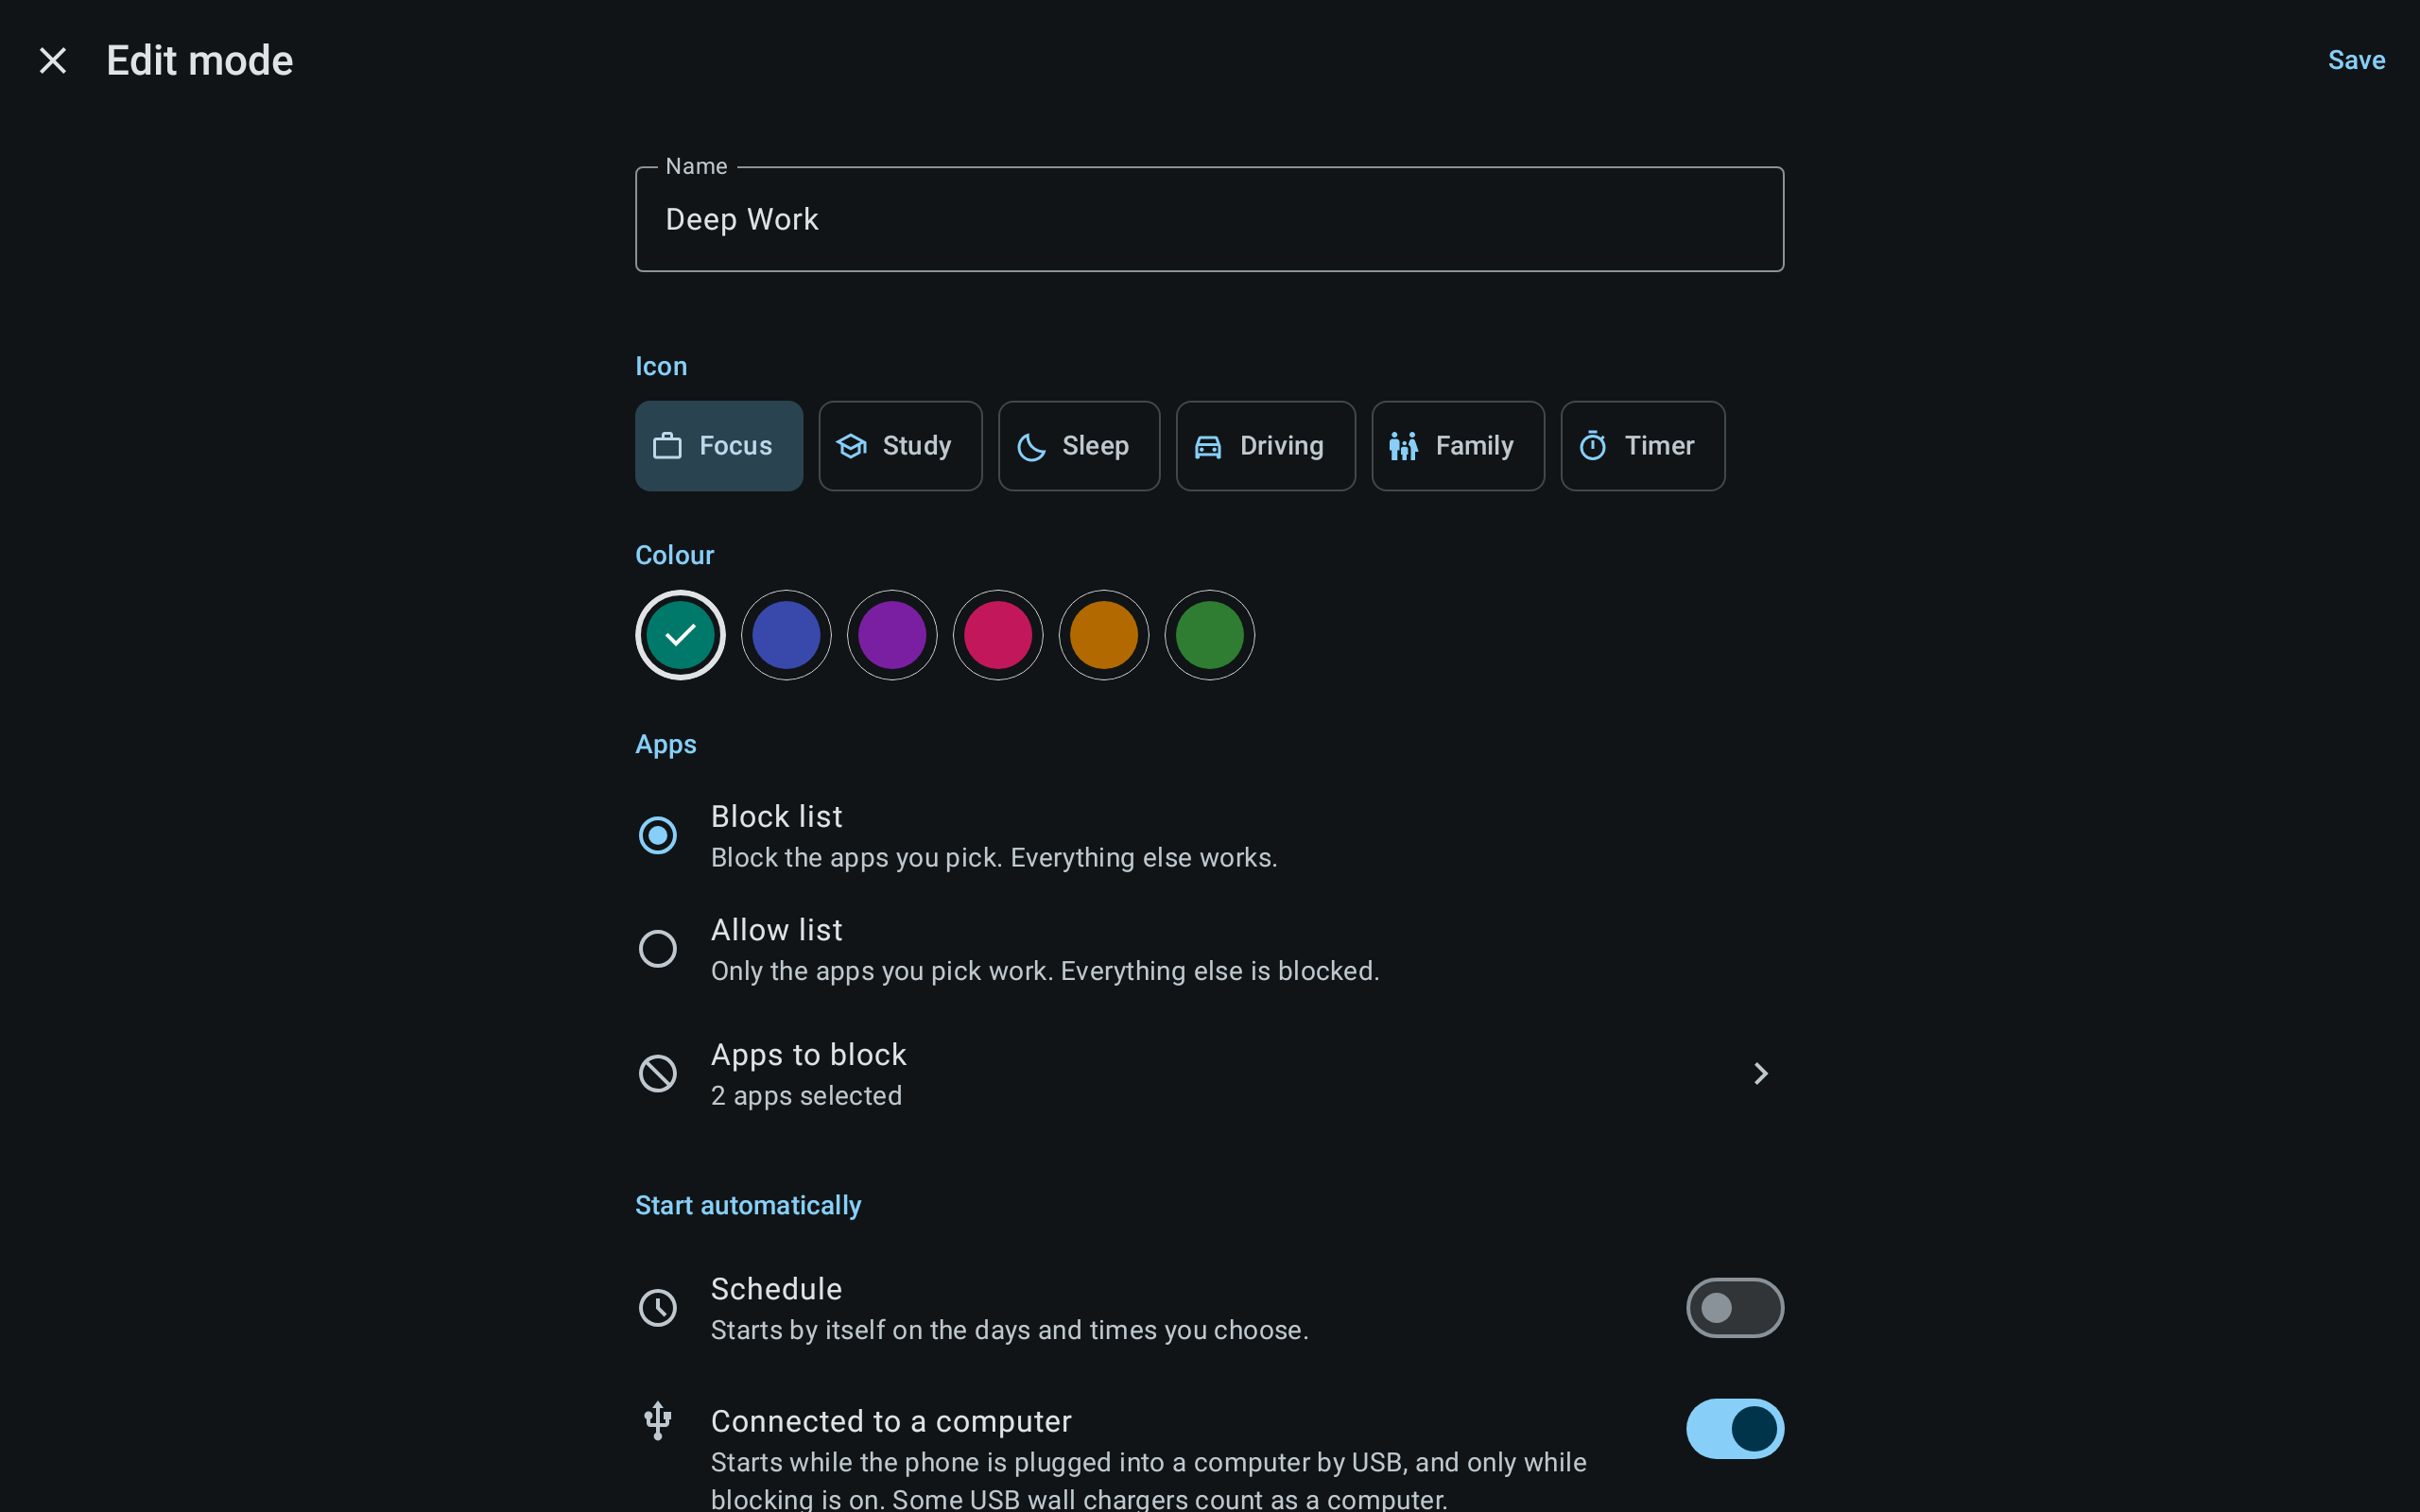 Edit mode
Save
Name
Deep Work
Icon
Focus
Study
Sleep
Driving
Family
Timer
Colour
Apps
Block list
Block the apps you pick. Everything else works.
Allow list
Only the apps you pick work. Everything else is blocked.
Apps to block
2 apps selected
Start automatically
Schedule
Starts by itself on the days and times you choose.
Connected to a computer
Starts while the phone is plugged into a computer by USB, and only while
blocking is on. Some USB wall chargers count as a computer.